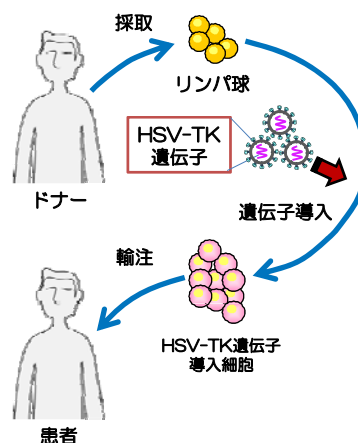 採取
リンパ球
HSV-TK
遺伝子
ドナー
遺伝子導入
輸注
HSV-TK遺伝子
導入細胞
患者